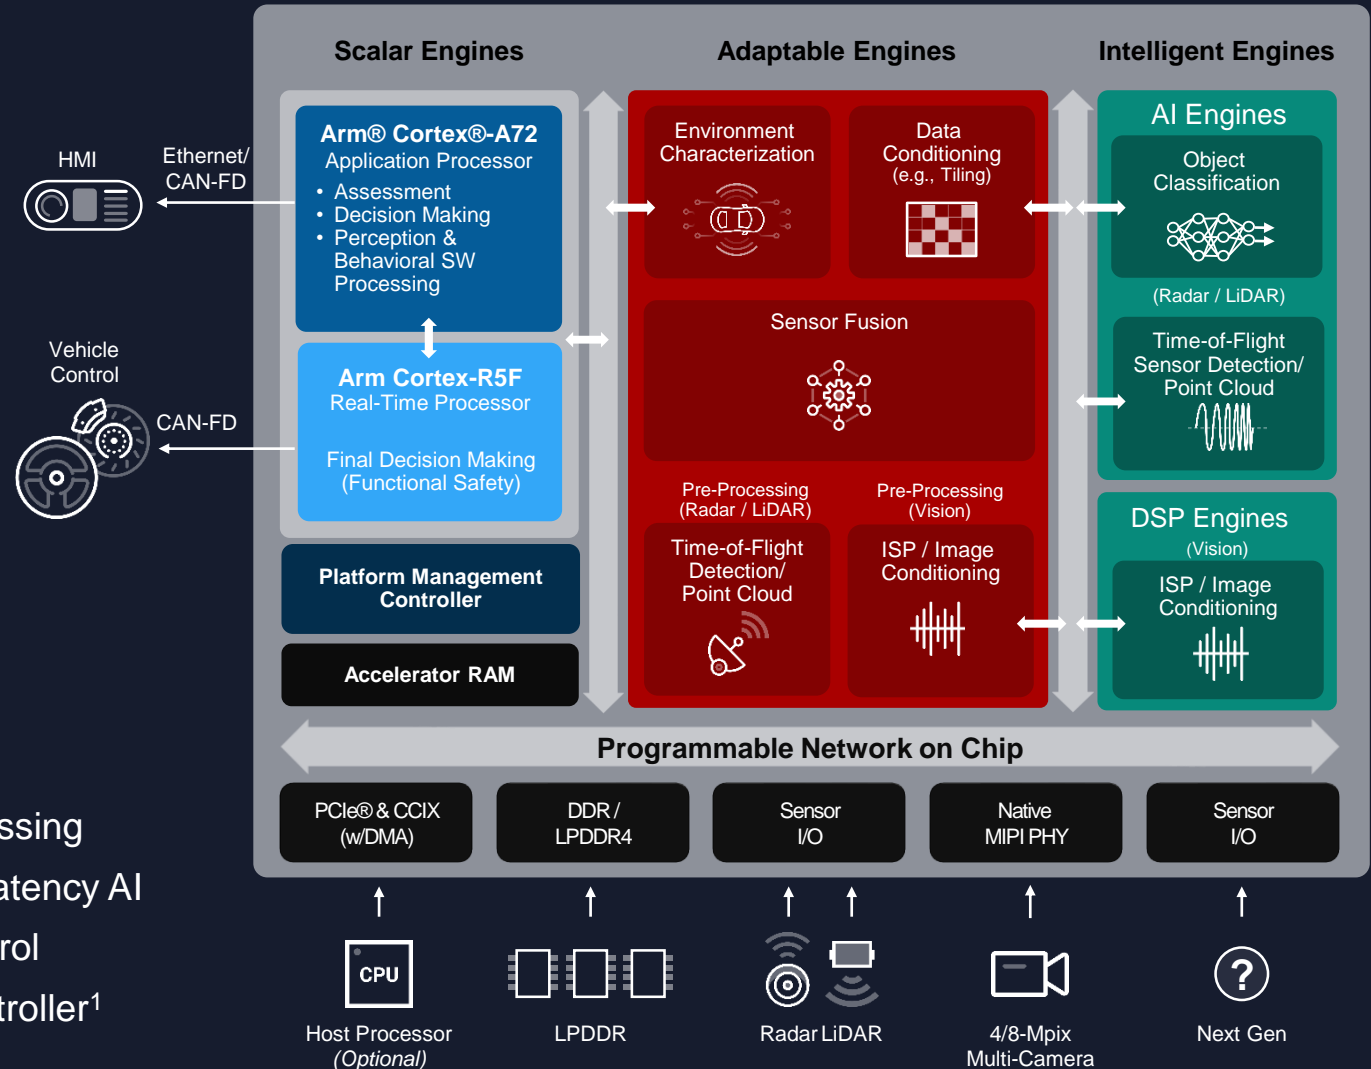 Scalar Engines
Adaptable Engines
Intelligent Engines
HMI
Ethernet/
CAN-FD
Vehicle
Control
CAN-FD
Arm® Cortex®-A72
Application Processor
• Assessment
• Decision Making
• Perception &
Behavioral SW
Processing
Arm Cortex-R5F
Real-Time Processor
Final Decision Making
(Functional Safety)
Platform Management
Controller
Accelerator RAM
Environment
Characterization
Data
Conditioning
(e.g., Tiling)
Sensor Fusion
Pre-Processing
(Radar / LiDAR)
Time-of-Flight
Detection/
Point Cloud
Pre-Processing
(Vision)
ISP / Image
Conditioning
AI Engines
Object
Classification
(Radar / LiDAR)
Time-of-Flight
Sensor Detection/
Point Cloud
DSP Engines
(Vision)
ISP / Image
Conditioning
Programmable Network on Chip
PCIe® & CCIX
(w/DMA)
DDR /
LPDDR4
Sensor
I/O
Native
MIPI PHY
Sensor
I/O
ssing
atency AI
rol
troller¹
CPU
Host Processor
(Optional)
LPDDR
Radar LiDAR
4/8-Mpix
Multi-Camera
?
Next Gen